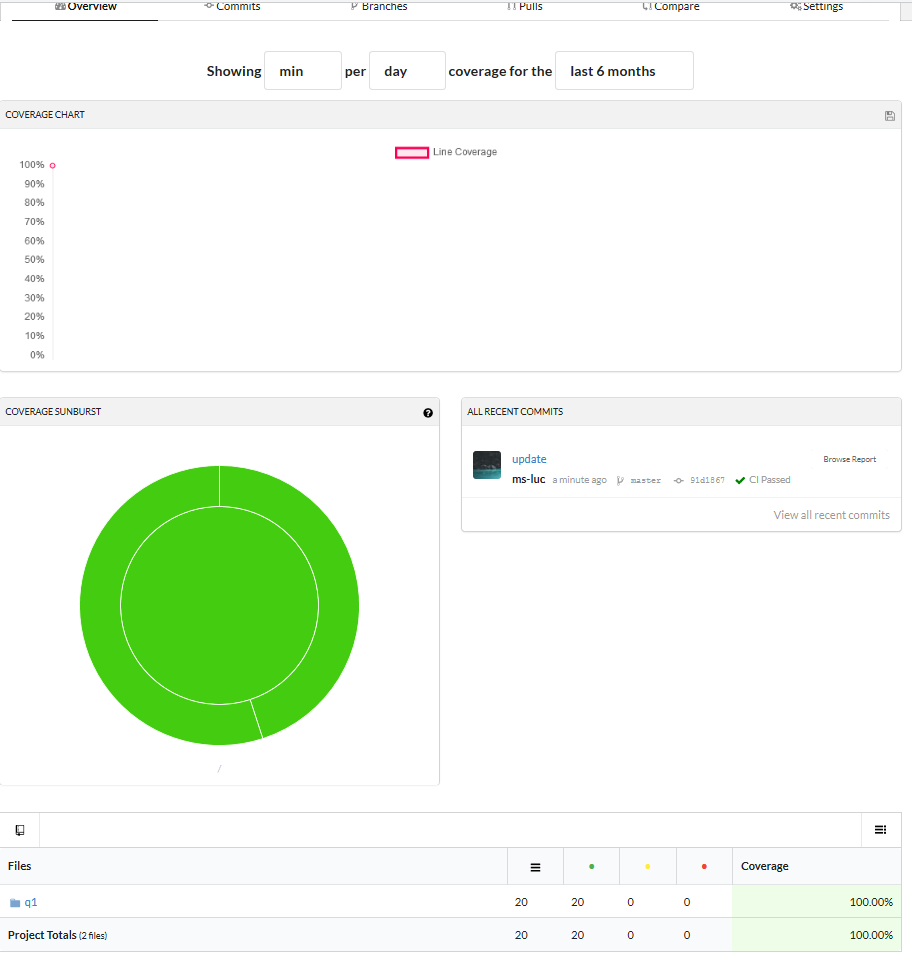 Overview Commits Branches Pulls Compare Settings
Showing min per day coverage for the last 6 months
COVERAGE CHART
Line Coverage
100%
90%
80%
70%
60%
50%
40%
30%
20%
10%
0%
COVERAGE SUNBURST
/
ALL RECENT COMMITS
update Browse Report
ms-luc a minute ago master 91d1867 CI Passed
View all recent commits
Files Coverage
q1 20 20 0 0 100.00%
Project Totals (2 files) 20 20 0 0 100.00%